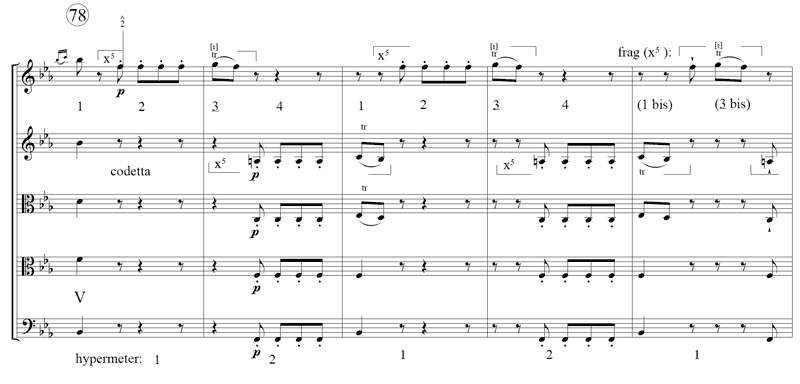 78
^
2
[τ] [τ] frag (x⁵ ): [τ]
x⁵ tr x⁵ tr tr
p
1 2 3 4 1 2 3 4 (1 bis) (3 bis)
tr
codetta x⁵ p x⁵ tr
tr
p
V p
hypermeter: 1 p 2 1 2 1